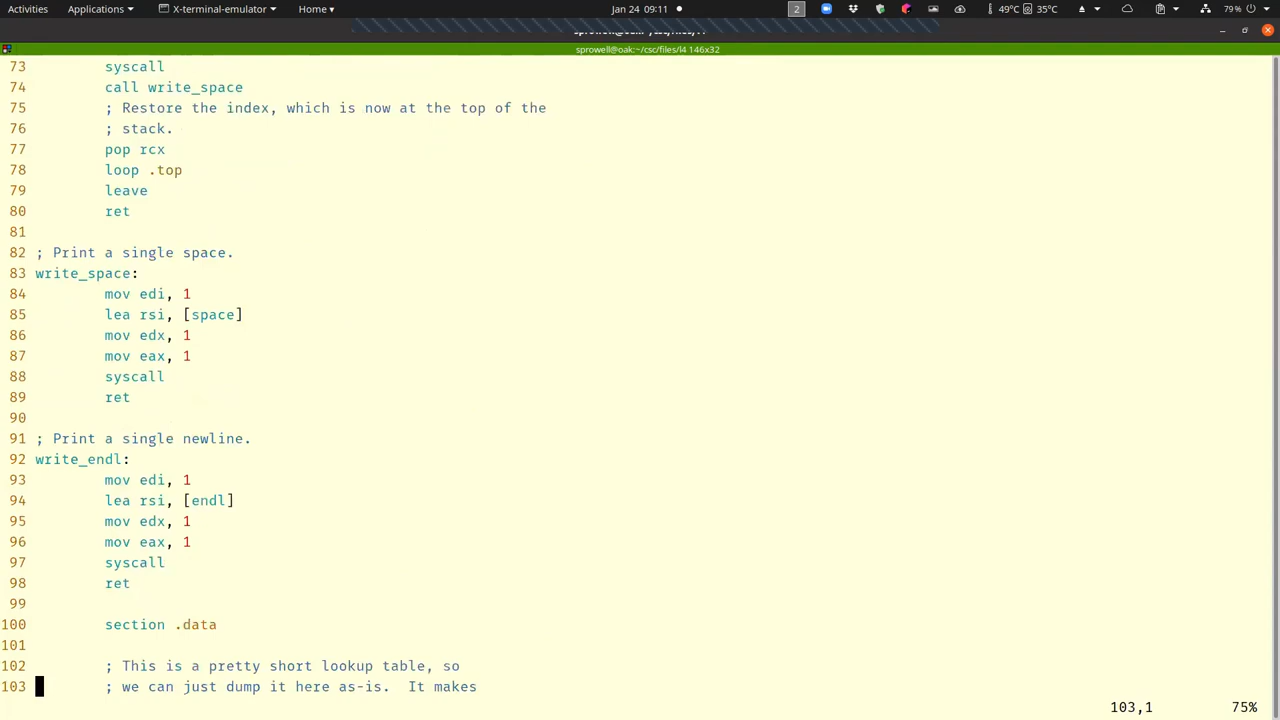 Activities Applications X-terminal-emulator Home Jan 24 09:11 2 49°C 35°C 79%
sprowell@oak:~/csc/files/l4 146x32
73 syscall
74 call write_space
75 ; Restore the index, which is now at the top of the
76 ; stack.
77 pop rcx
78 loop .top
79 leave
80 ret
81
82 ; Print a single space.
83 write_space:
84 mov edi, 1
85 lea rsi, [space]
86 mov edx, 1
87 mov eax, 1
88 syscall
89 ret
90
91 ; Print a single newline.
92 write_endl:
93 mov edi, 1
94 lea rsi, [endl]
95 mov edx, 1
96 mov eax, 1
97 syscall
98 ret
99
100 section .data
101
102 ; This is a pretty short lookup table, so
103 ; we can just dump it here as-is.  It makes
103,1 75%